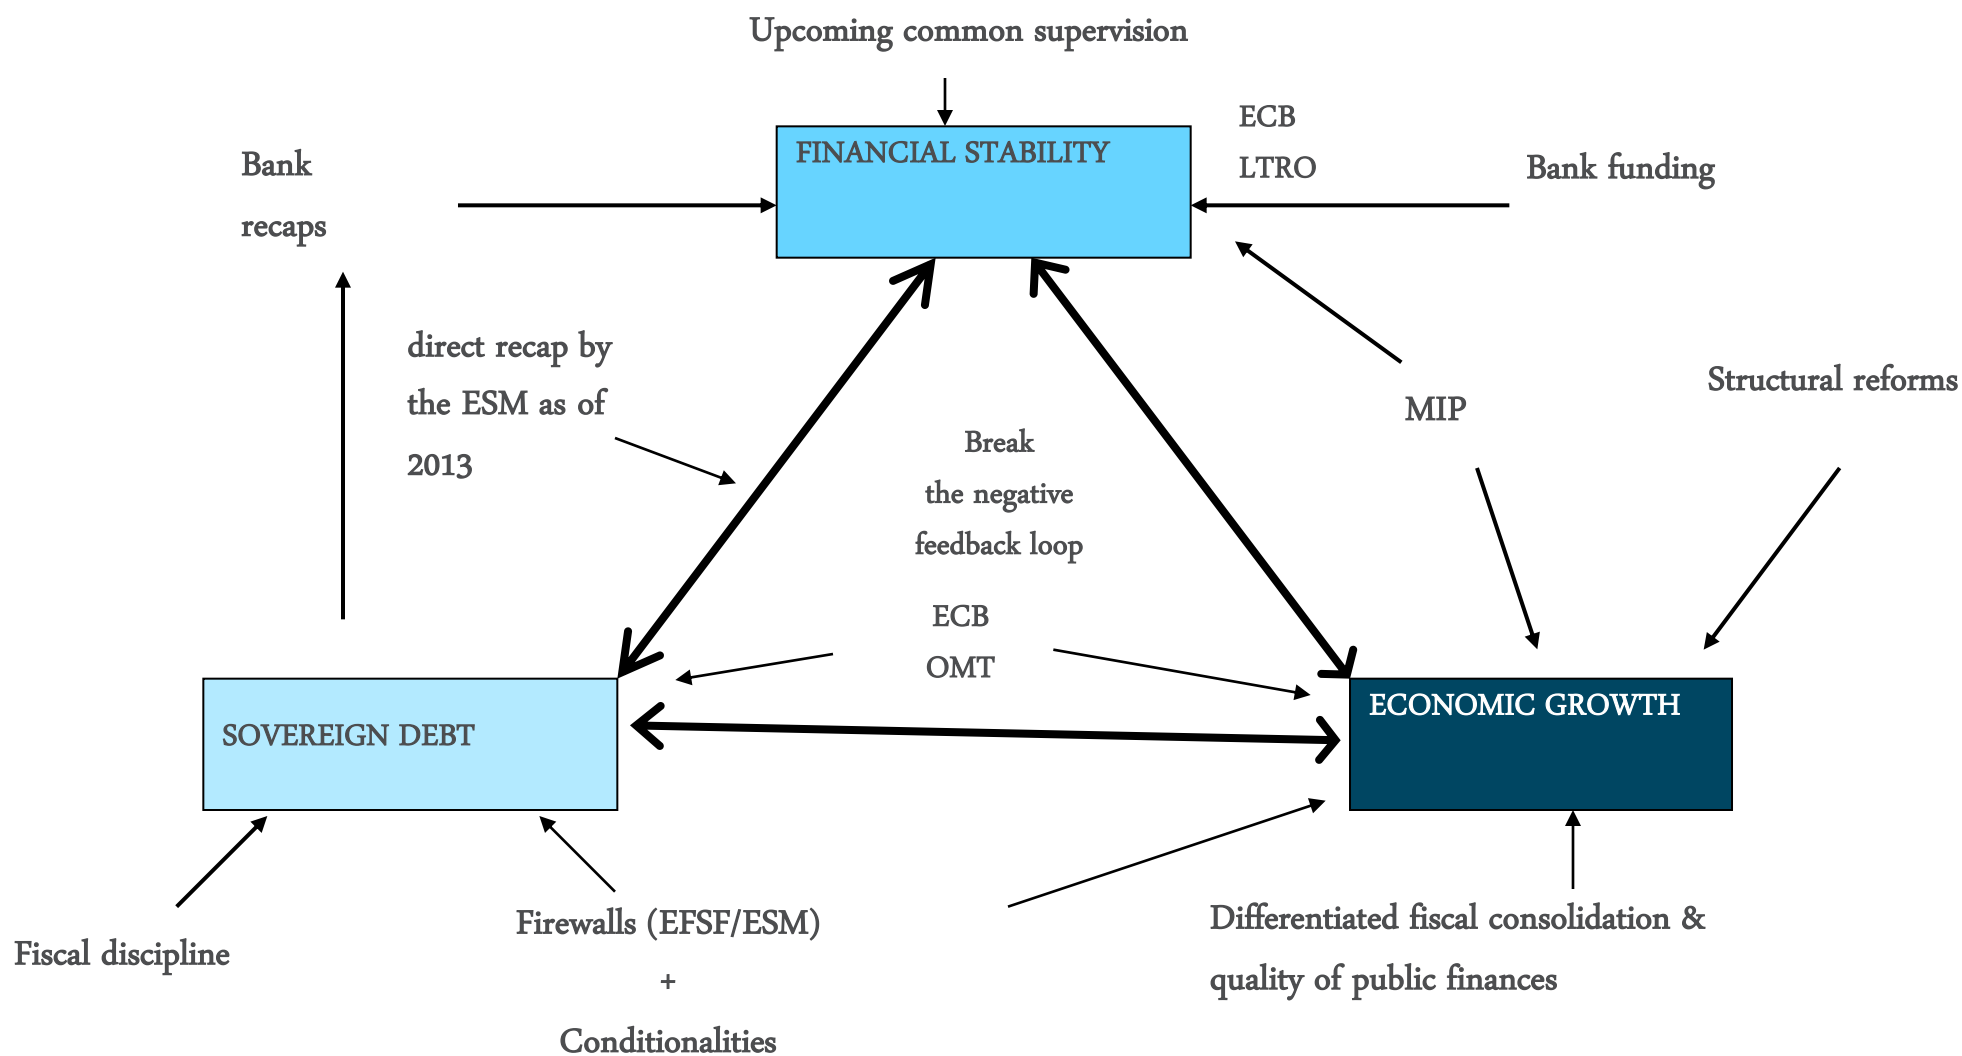 Upcoming common supervision
FINANCIAL STABILITY
ECB
LTRO
Bank
recaps
Bank funding
direct recap by
the ESM as of
2013
Break
the negative
feedback loop
MIP
Structural reforms
ECB
OMT
SOVEREIGN DEBT
ECONOMIC GROWTH
Fiscal discipline
Firewalls (EFSF/ESM)
+
Conditionalities
Differentiated fiscal consolidation &
quality of public finances